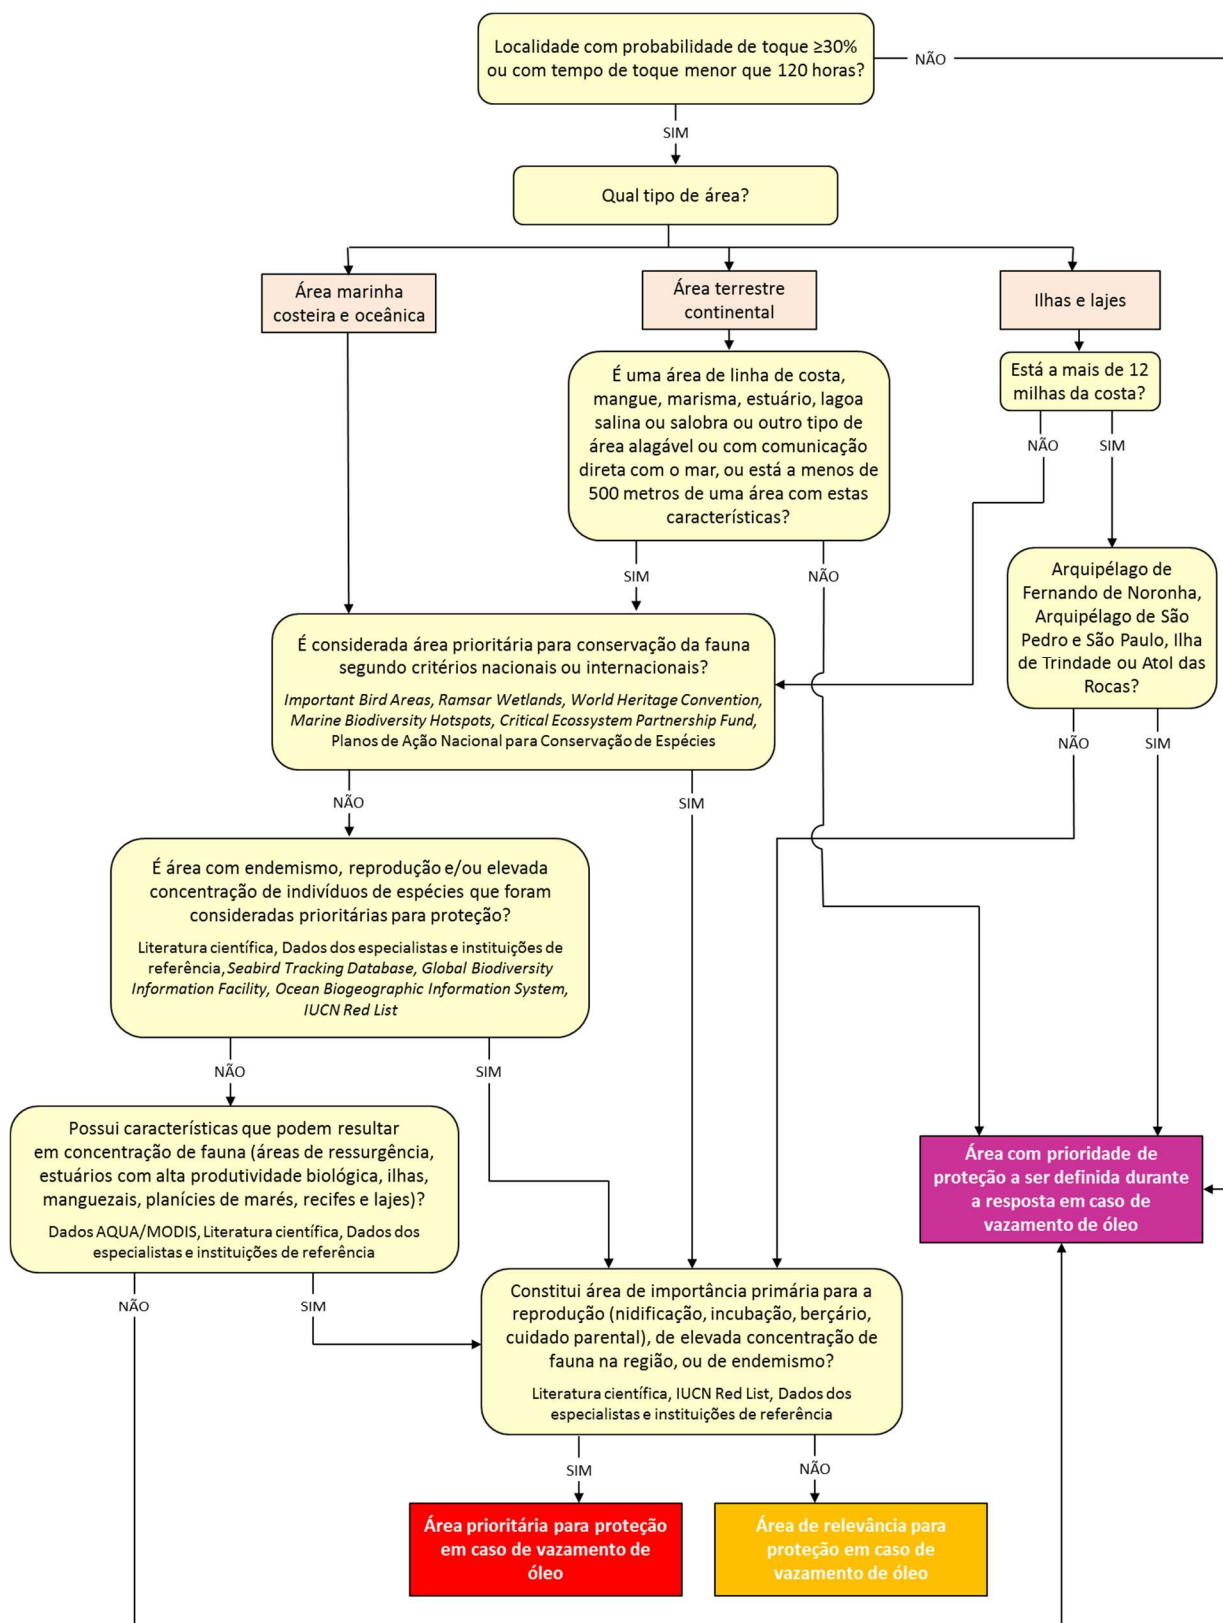 Localidade com probabilidade de toque ≥30%
ou com tempo de toque menor que 120 horas?
NÃO
SIM
Qual tipo de área?
Área marinha
costeira e oceânica
Área terrestre
continental
Ilhas e lajes
É uma área de linha de costa,
mangue, marisma, estuário, lagoa
salina ou salobra ou outro tipo de
área alagável ou com comunicação
direta com o mar, ou está a menos de
500 metros de uma área com estas
características?
Está a mais de 12
milhas da costa?
NÃO
SIM
SIM
NÃO
Arquipélago de
Fernando de Noronha,
Arquipélago de São
Pedro e São Paulo, Ilha
de Trindade ou Atol das
Rocas?
É considerada área prioritária para conservação da fauna
segundo critérios nacionais ou internacionais?
Important Bird Areas, Ramsar Wetlands, World Heritage Convention,
Marine Biodiversity Hotspots, Critical Ecosystem Partnership Fund,
Planos de Ação Nacional para Conservação de Espécies
NÃO
SIM
NÃO
SIM
É área com endemismo, reprodução e/ou elevada
concentração de indivíduos de espécies que foram
consideradas prioritárias para proteção?
Literatura científica, Dados dos especialistas e instituições de
referência, Seabird Tracking Database, Global Biodiversity
Information Facility, Ocean Biogeographic Information System,
IUCN Red List
NÃO
SIM
Possui características que podem resultar
em concentração de fauna (áreas de ressurgência,
estuários com alta produtividade biológica, ilhas,
manguezais, planícies de marés, recifes e lajes)?
Dados AQUA/MODIS, Literatura científica, Dados dos
especialistas e instituições de referência
Área com prioridade de
proteção a ser definida durante
a resposta em caso de
vazamento de óleo
NÃO
SIM
Constitui área de importância primária para a
reprodução (nidificação, incubação, berçário,
cuidado parental), de elevada concentração de
fauna na região, ou de endemismo?
Literatura científica, IUCN Red List, Dados dos
especialistas e instituições de referência
SIM
NÃO
Área prioritária para proteção
em caso de vazamento de
óleo
Área de relevância para
proteção em caso de
vazamento de óleo